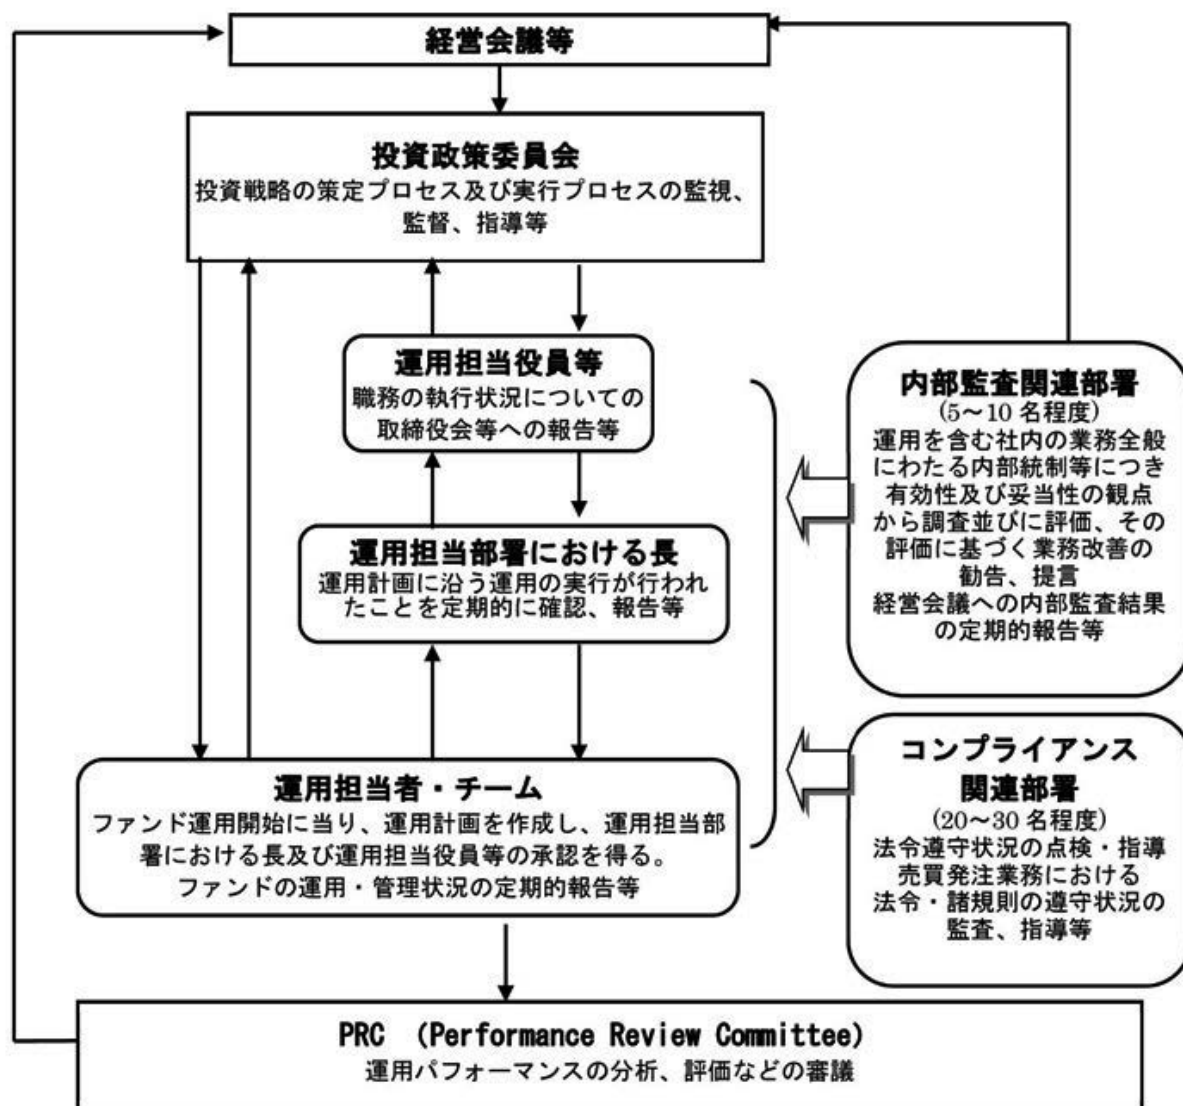 経営会議等
投資政策委員会
投資戦略の策定プロセス及び実行プロセスの監視、
監督、指導等
運用担当役員等
職務の執行状況についての
取締役会等への報告等
運用担当部署における長
運用計画に沿う運用の実行が行われ
たことを定期的に確認、報告等
運用担当者・チーム
ファンド運用開始に当り、運用計画を作成し、運用担当部
署における長及び運用担当役員等の承認を得る。
ファンドの運用・管理状況の定期的報告等
内部監査関連部署
(5～10 名程度)
運用を含む社内の業務全般
にわたる内部統制等につき
有効性及び妥当性の観点
から調査並びに評価、その
評価に基づく業務改善の
勧告、提言
経営会議への内部監査結果
の定期的報告等
コンプライアンス
関連部署
(20～30 名程度)
法令遵守状況の点検・指導
売買発注業務における
法令・諸規則の遵守状況の
監査、指導等
PRC （Performance Review Committee)
運用パフォーマンスの分析、評価などの審議